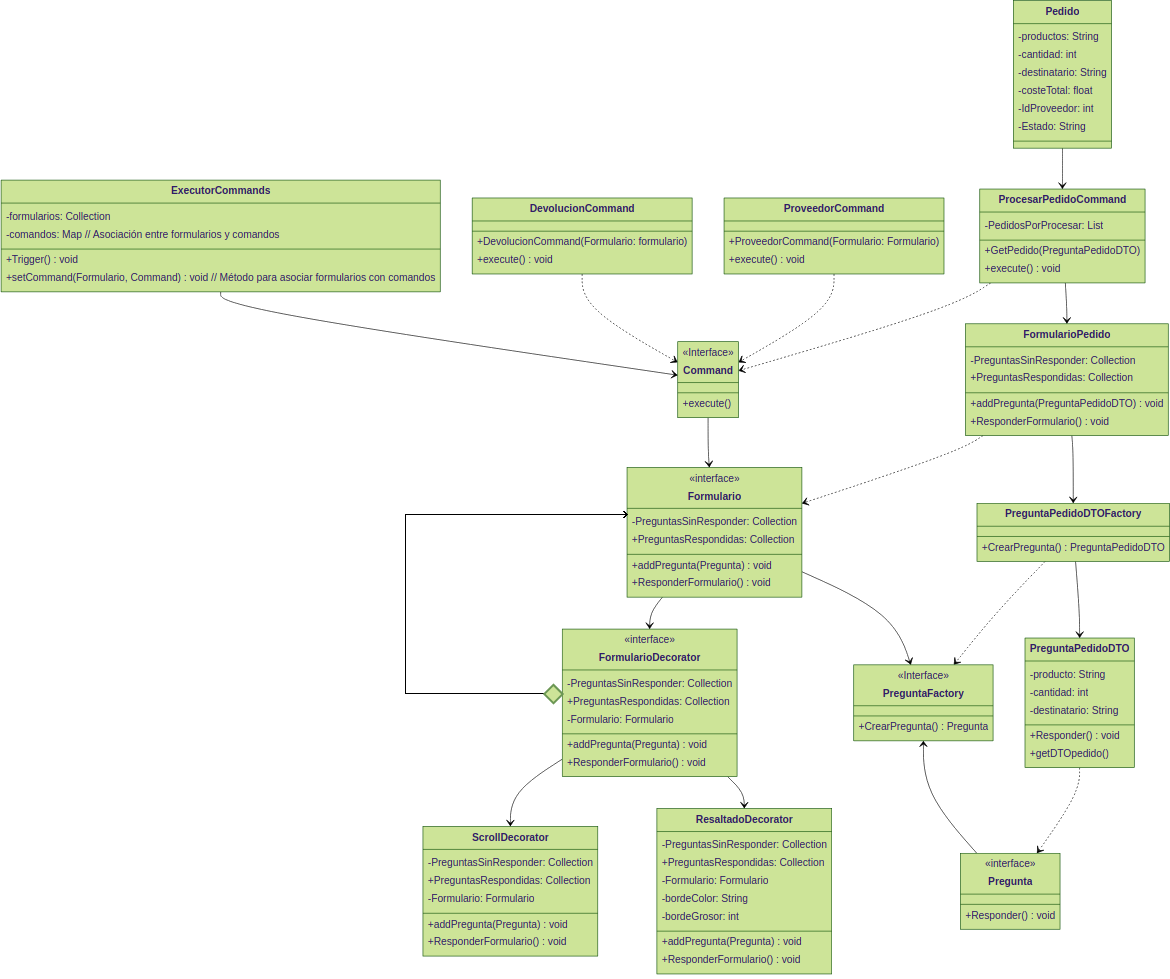 Pedido
-productos: String
-cantidad: int
-destinatario: String
-costeTotal: float
-IdProveedor: int
-Estado: String
ExecutorCommands
-formularios: Collection
-comandos: Map // Asociación entre formularios y comandos
+Trigger() : void
+setCommand(Formulario, Command) : void // Método para asociar formularios con comandos
DevolucionCommand
+DevolucionCommand(Formulario: formulario)
+execute() : void
ProveedorCommand
+ProveedorCommand(Formulario: Formulario)
+execute() : void
ProcesarPedidoCommand
-PedidosPorProcesar: List
+GetPedido(PreguntaPedidoDTO)
+execute() : void
«Interface»
Command
+execute()
FormularioPedido
-PreguntasSinResponder: Collection
+PreguntasRespondidas: Collection
+addPregunta(PreguntaPedidoDTO) : void
+ResponderFormulario() : void
«interface»
Formulario
-PreguntasSinResponder: Collection
+PreguntasRespondidas: Collection
+addPregunta(Pregunta) : void
+ResponderFormulario() : void
PreguntaPedidoDTOFactory
+CrearPregunta() : PreguntaPedidoDTO
«interface»
FormularioDecorator
-PreguntasSinResponder: Collection
+PreguntasRespondidas: Collection
-Formulario: Formulario
+addPregunta(Pregunta) : void
+ResponderFormulario() : void
«Interface»
PreguntaFactory
+CrearPregunta() : Pregunta
PreguntaPedidoDTO
-producto: String
-cantidad: int
-destinatario: String
+Responder() : void
+getDTOpedido()
ScrollDecorator
-PreguntasSinResponder: Collection
+PreguntasRespondidas: Collection
-Formulario: Formulario
+addPregunta(Pregunta) : void
+ResponderFormulario() : void
ResaltadoDecorator
-PreguntasSinResponder: Collection
+PreguntasRespondidas: Collection
-Formulario: Formulario
-bordeColor: String
-bordeGrosor: int
+addPregunta(Pregunta) : void
+ResponderFormulario() : void
«interface»
Pregunta
+Responder() : void